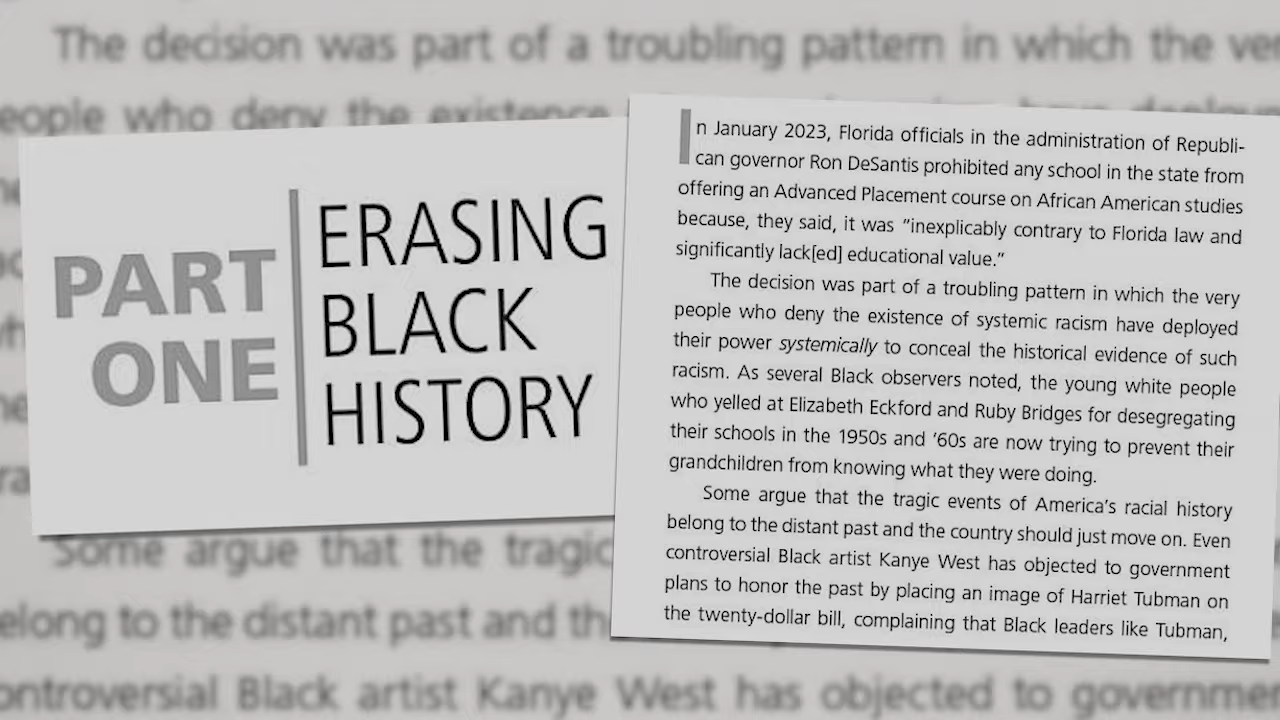 The decision was part of a troubling pattern in which the
eople who deny the existence
PART
ONE
ERASING
BLACK
HISTORY
In January 2023, Florida officials in the administration of Republi-
can governor Ron DeSantis prohibited any school in the state from
offering an Advanced Placement course on African American studies
because, they said, it was “inexplicably contrary to Florida law and
significantly lack[ed] educational value.”
The decision was part of a troubling pattern in which the very
people who deny the existence of systemic racism have deployed
their power systemically to conceal the historical evidence of such
racism. As several Black observers noted, the young white people
who yelled at Elizabeth Eckford and Ruby Bridges for desegregating
their schools in the 1950s and ’60s are now trying to prevent their
grandchildren from knowing what they were doing.
Some argue that the tragic events of America’s racial history
belong to the distant past and the country should just move on. Even
controversial Black artist Kanye West has objected to government
plans to honor the past by placing an image of Harriet Tubman on
the twenty-dollar bill, complaining that Black leaders like Tubman,
Some argue that the tragic
elong to the distant past and th
ontroversial Black artist Kanye West has objected to governmen